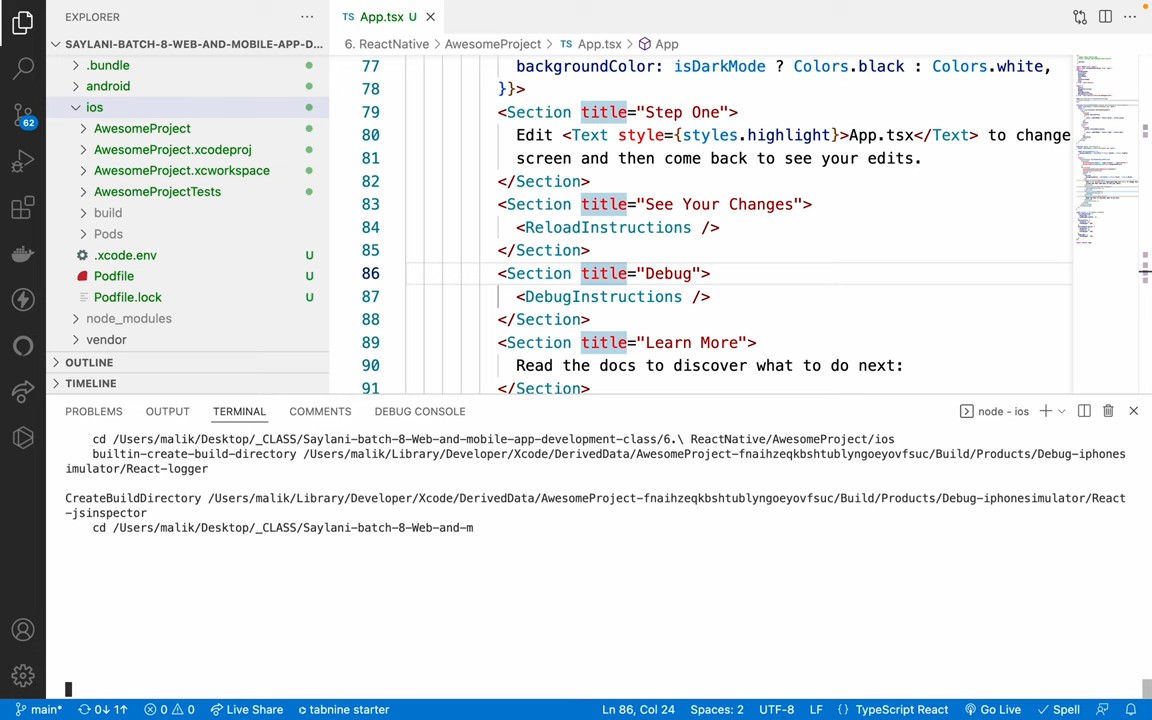 EXPLORER
SAYLANI-BATCH-8-WEB-AND-MOBILE-APP-D...
.bundle
android
ios
AwesomeProject
AwesomeProject.xcodeproj
AwesomeProject.xcworkspace
AwesomeProjectTests
build
Pods
.xcode.env U
Podfile U
Podfile.lock U
node_modules
vendor
OUTLINE
TIMELINE
62
TS App.tsx U
6. ReactNative > AwesomeProject > TS App.tsx > App
77 backgroundColor: isDarkMode ? Colors.black : Colors.white,
78 }}>
79 <Section title="Step One">
80 Edit <Text style={styles.highlight}>App.tsx</Text> to change
81 screen and then come back to see your edits.
82 </Section>
83 <Section title="See Your Changes">
84 <ReloadInstructions />
85 </Section>
86 <Section title="Debug">
87 <DebugInstructions />
88 </Section>
89 <Section title="Learn More">
90 Read the docs to discover what to do next:
91 </Section>
PROBLEMS OUTPUT TERMINAL COMMENTS DEBUG CONSOLE
node - ios
cd /Users/malik/Desktop/_CLASS/Saylani-batch-8-Web-and-mobile-app-development-class/6.\ ReactNative/AwesomeProject/ios
builtin-create-build-directory /Users/malik/Library/Developer/Xcode/DerivedData/AwesomeProject-fnaihzeqkbshtublyngoeyovfsuc/Build/Products/Debug-iphones
imulator/React-logger
CreateBuildDirectory /Users/malik/Library/Developer/Xcode/DerivedData/AwesomeProject-fnaihzeqkbshtublyngoeyovfsuc/Build/Products/Debug-iphonesimulator/React
-jsinspector
cd /Users/malik/Desktop/_CLASS/Saylani-batch-8-Web-and-m
main* 0↓ 1↑ 0 0 Live Share tabnine starter Ln 86, Col 24 Spaces: 2 UTF-8 LF {} TypeScript React Go Live Spell